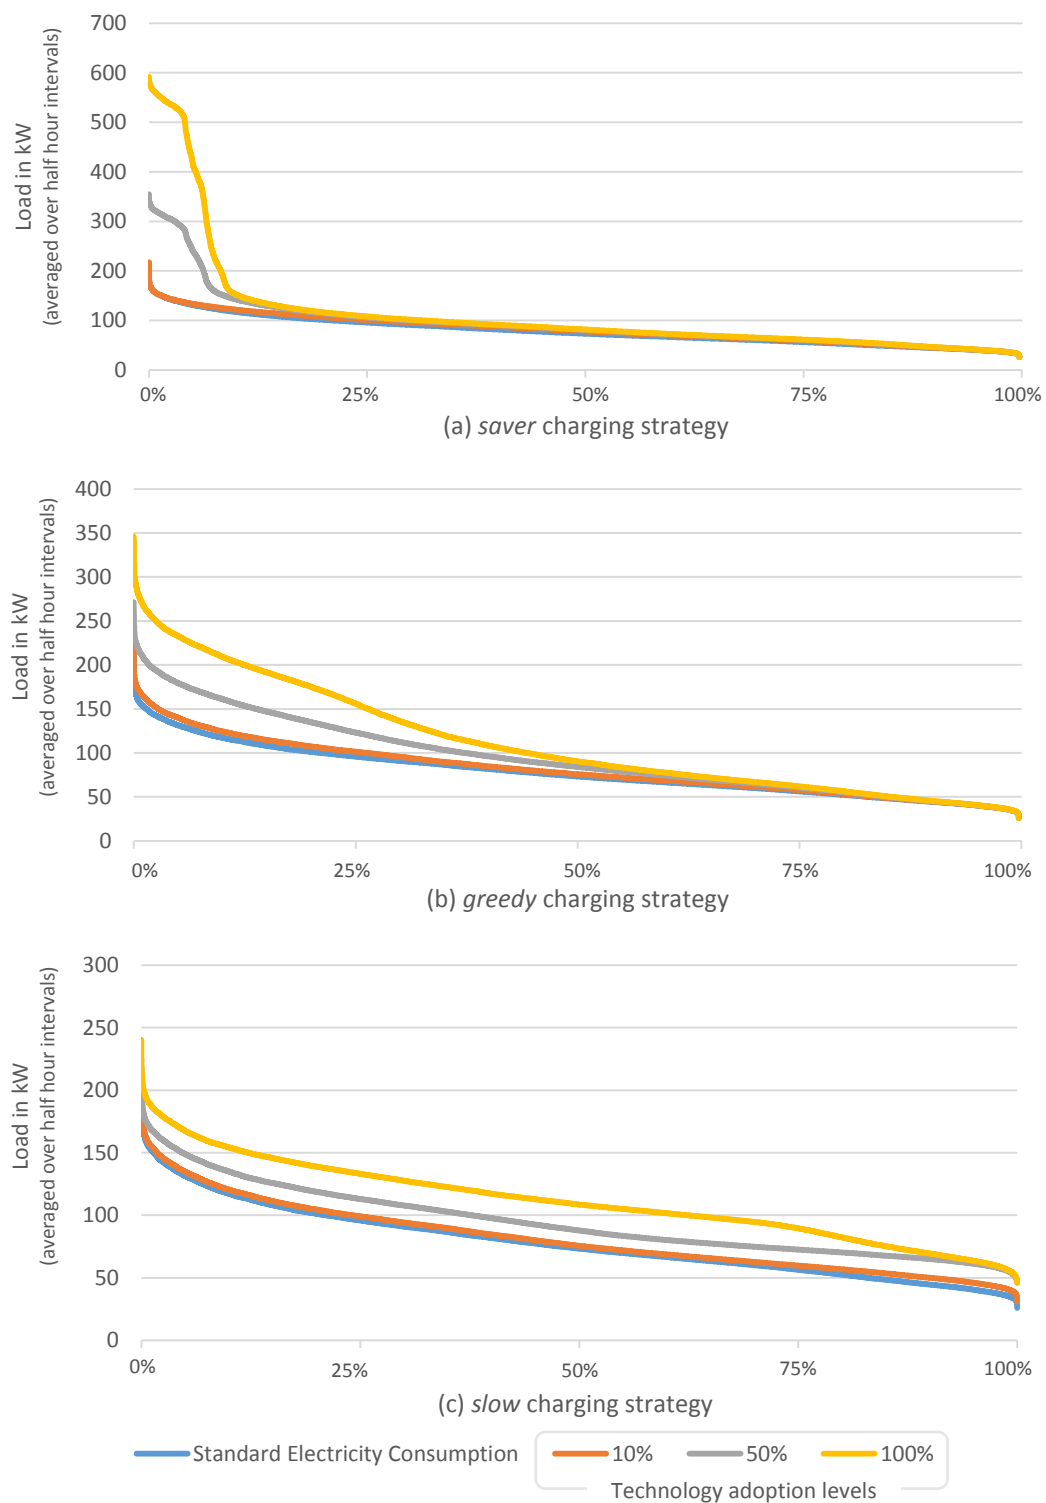 700
600
500
400
300
200
100
0
Load in kW
(averaged over half hour intervals)
0% 25% 50% 75% 100%
(a) saver charging strategy
400
350
300
250
200
150
100
50
0
Load in kW
(averaged over half hour intervals)
0% 25% 50% 75% 100%
(b) greedy charging strategy
300
250
200
150
100
50
0
Load in kW
(averaged over half hour intervals)
0% 25% 50% 75% 100%
(c) slow charging strategy
Standard Electricity Consumption 10% 50% 100%
Technology adoption levels